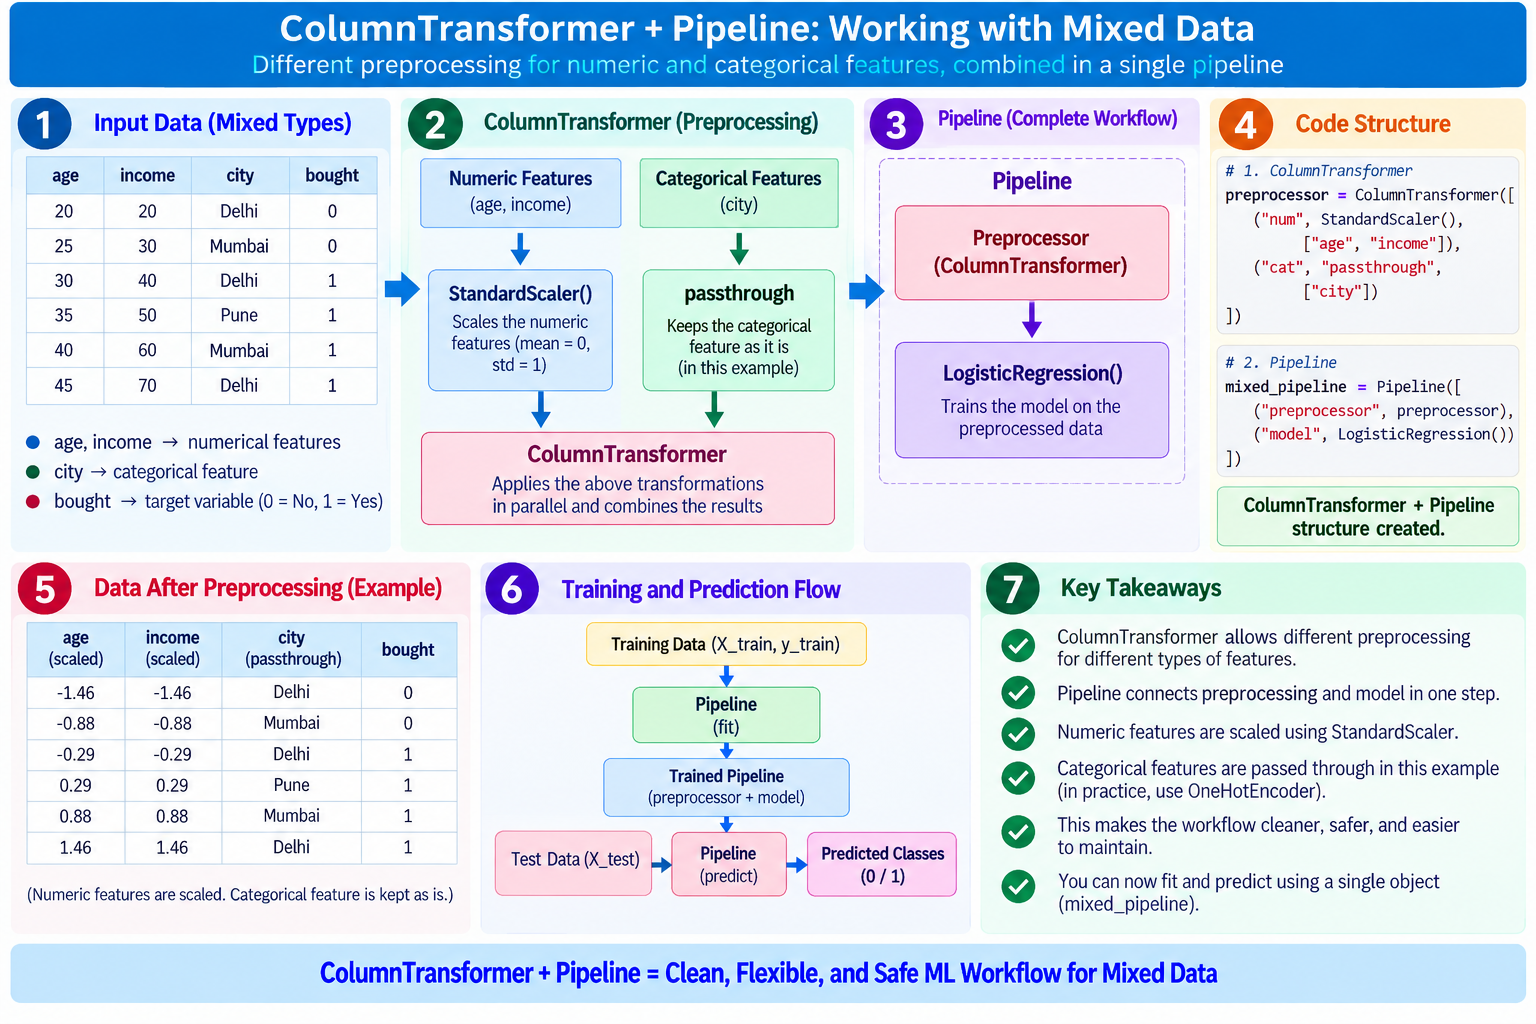 ColumnTransformer + Pipeline: Working with Mixed Data
Different preprocessing for numeric and categorical features, combined in a single pipeline
1 Input Data (Mixed Types)
age income city bought
20 20 Delhi 0
25 30 Mumbai 0
30 40 Delhi 1
35 50 Pune 1
40 60 Mumbai 1
45 70 Delhi 1
age, income → numerical features
city → categorical feature
bought → target variable (0 = No, 1 = Yes)
2 ColumnTransformer (Preprocessing)
Numeric Features
(age, income)
Categorical Features
(city)
StandardScaler()
Scales the numeric
features (mean = 0,
std = 1)
passthrough
Keeps the categorical
feature as it is
(in this example)
ColumnTransformer
Applies the above transformations
in parallel and combines the results
3 Pipeline (Complete Workflow)
Pipeline
Preprocessor
(ColumnTransformer)
LogisticRegression()
Trains the model on the
preprocessed data
4 Code Structure
# 1. ColumnTransformer
preprocessor = ColumnTransformer([
("num", StandardScaler(),
["age", "income"]),
("cat", "passthrough",
["city"])
])
# 2. Pipeline
mixed_pipeline = Pipeline([
("preprocessor", preprocessor),
("model", LogisticRegression())
])
ColumnTransformer + Pipeline
structure created.
5 Data After Preprocessing (Example)
age income city bought
(scaled) (scaled) (passthrough)
-1.46 -1.46 Delhi 0
-0.88 -0.88 Mumbai 0
-0.29 -0.29 Delhi 1
0.29 0.29 Pune 1
0.88 0.88 Mumbai 1
1.46 1.46 Delhi 1
(Numeric features are scaled. Categorical feature is kept as is.)
6 Training and Prediction Flow
Training Data (X_train, y_train)
Pipeline
(fit)
Trained Pipeline
(preprocessor + model)
Test Data (X_test)
Pipeline
(predict)
Predicted Classes
(0 / 1)
7 Key Takeaways
ColumnTransformer allows different preprocessing
for different types of features.
Pipeline connects preprocessing and model in one step.
Numeric features are scaled using StandardScaler.
Categorical features are passed through in this example
(in practice, use OneHotEncoder).
This makes the workflow cleaner, safer, and easier
to maintain.
You can now fit and predict using a single object
(mixed_pipeline).
ColumnTransformer + Pipeline = Clean, Flexible, and Safe ML Workflow for Mixed Data